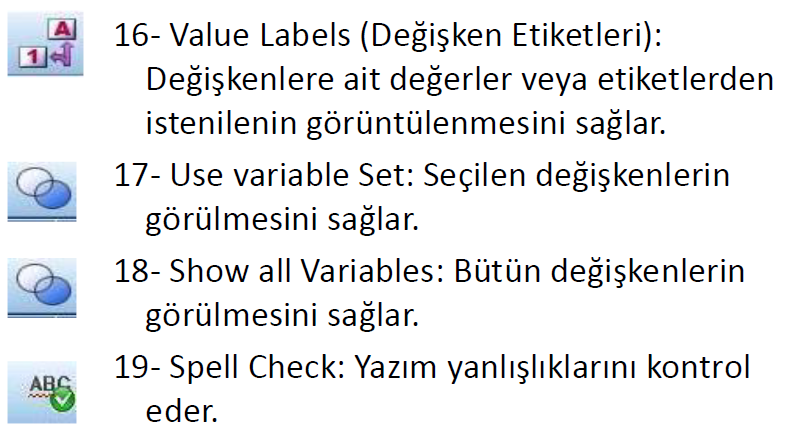 16- Value Labels (Değişken Etiketleri):
Değişkenlere ait değerler veya etiketlerden
istenilenin görüntülenmesini sağlar.
17- Use variable Set: Seçilen değişkenlerin
görülmesini sağlar.
18- Show all Variables: Bütün değişkenlerin
görülmesini sağlar.
19- Spell Check: Yazım yanlışlıklarını kontrol
eder.
A
1
ABC